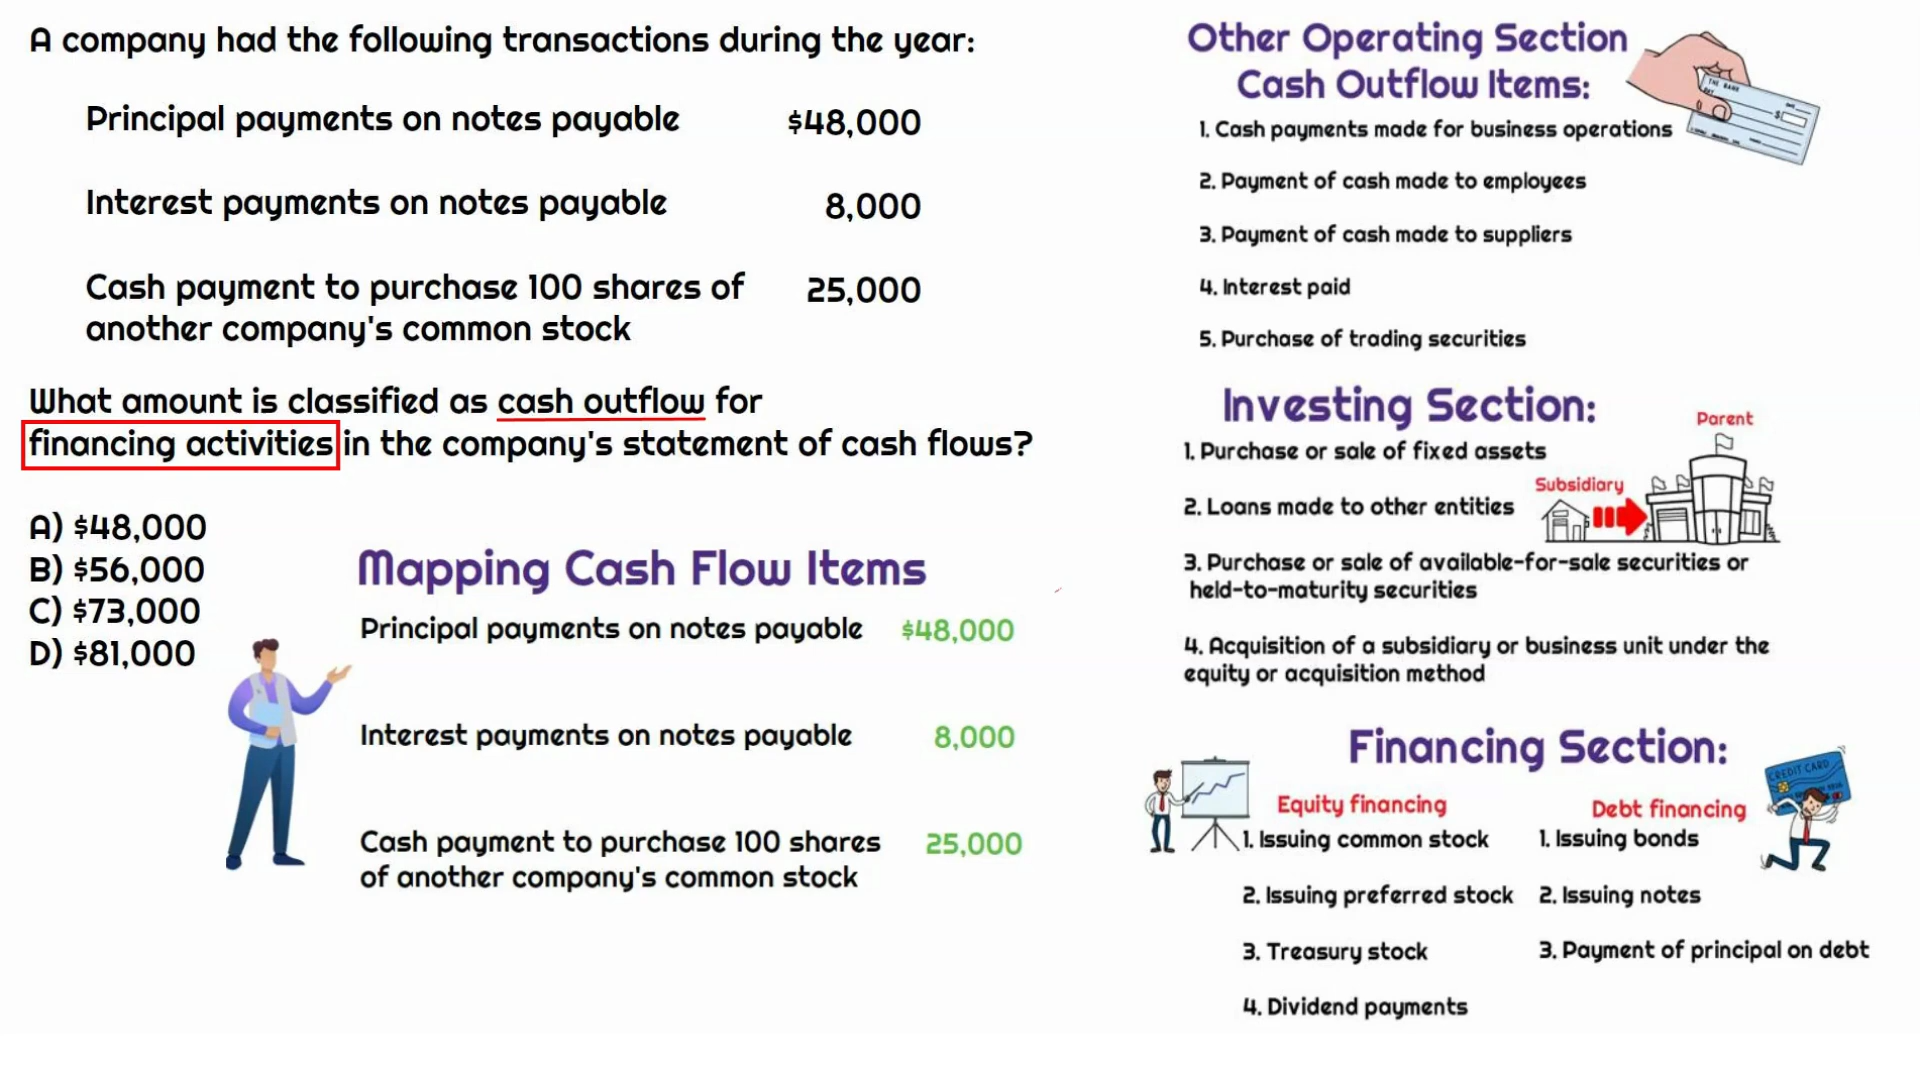 A company had the following transactions during the year:
Principal payments on notes payable $48,000
Interest payments on notes payable 8,000
Cash payment to purchase 100 shares of 25,000
another company's common stock
What amount is classified as cash outflow for
financing activities in the company's statement of cash flows?
A) $48,000
B) $56,000
C) $73,000
D) $81,000
Mapping Cash Flow Items
Principal payments on notes payable $48,000
Interest payments on notes payable 8,000
Cash payment to purchase 100 shares 25,000
of another company's common stock
Other Operating Section
Cash Outflow Items:
THE BANK
$
1. Cash payments made for business operations
2. Payment of cash made to employees
3. Payment of cash made to suppliers
4. Interest paid
5. Purchase of trading securities
Investing Section:
Parent
Subsidiary
1. Purchase or sale of fixed assets
2. Loans made to other entities
3. Purchase or sale of available-for-sale securities or
held-to-maturity securities
4. Acquisition of a subsidiary or business unit under the
equity or acquisition method
Financing Section:
CREDIT CARD
Equity financing
1. Issuing common stock
2. Issuing preferred stock
3. Treasury stock
4. Dividend payments
Debt financing
1. Issuing bonds
2. Issuing notes
3. Payment of principal on debt